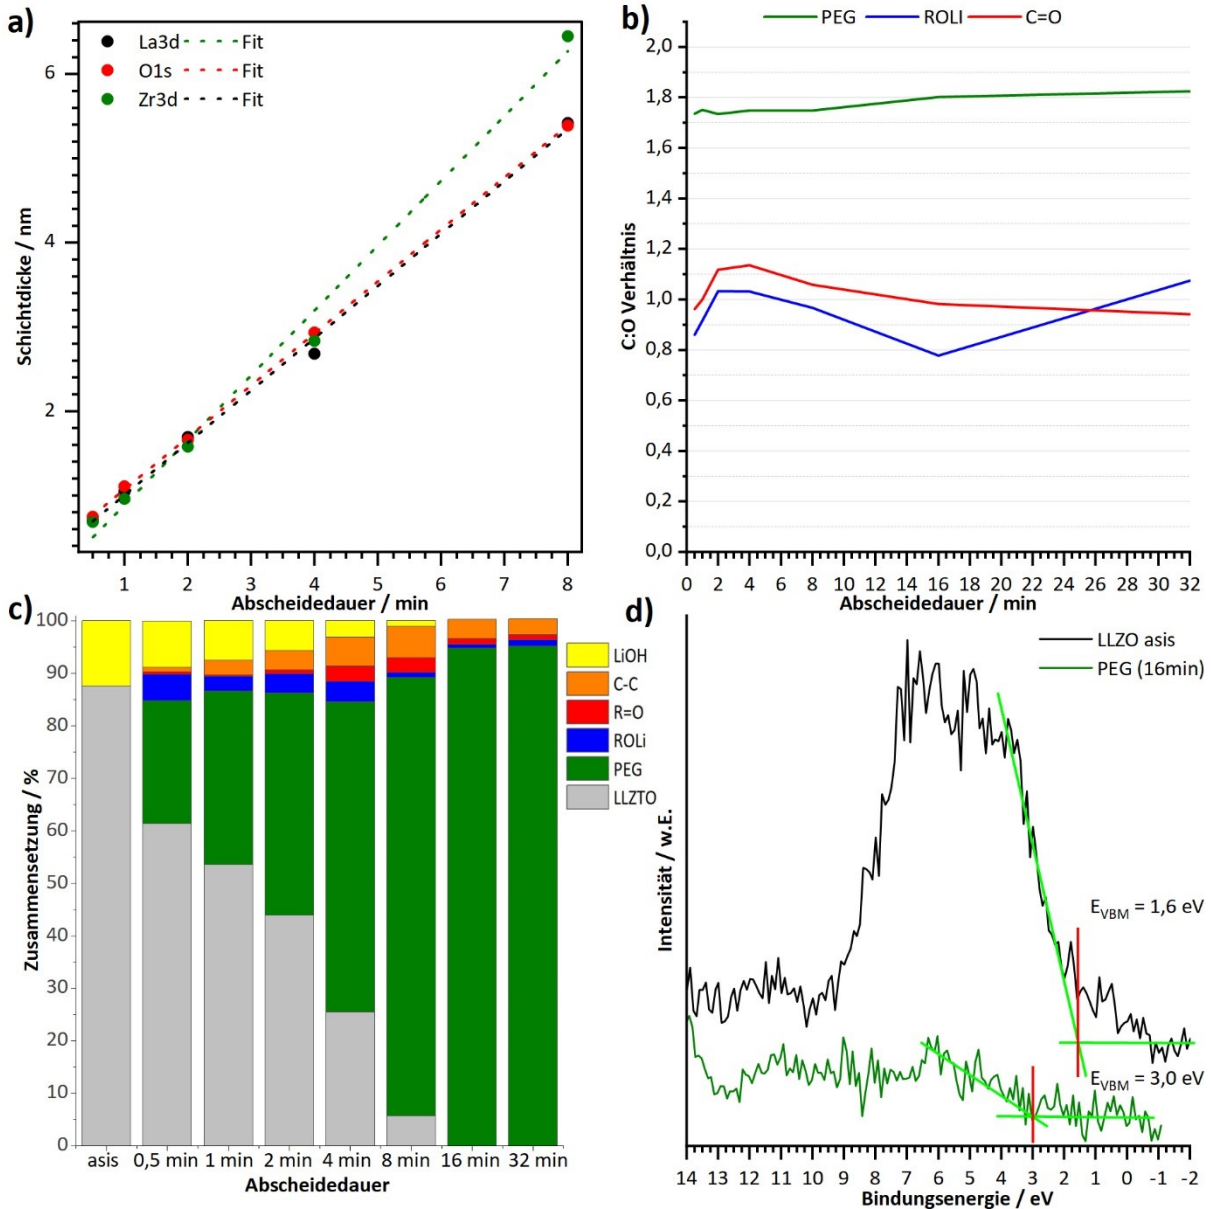 a)
La3d Fit
O1s Fit
Zr3d Fit
Schichtdicke / nm
6
4
2
1 2 3 4 5 6 7 8
Abscheidedauer / min
b)
PEG ROLI C=O
C:O Verhältnis
2,0
1,8
1,6
1,4
1,2
1,0
0,8
0,6
0,4
0,2
0,0
0 2 4 6 8 10 12 14 16 18 20 22 24 26 28 30 32
Abscheidedauer / min
c)
Zusammensetzung / %
100
90
80
70
60
50
40
30
20
10
0
LiOH
C-C
R=O
ROLi
PEG
LLZTO
asis 0,5 min 1 min 2 min 4 min 8 min 16 min 32 min
Abscheidedauer
d)
LLZO asis
PEG (16min)
Intensität / w.E.
E_VBM = 1,6 eV
E_VBM = 3,0 eV
14 13 12 11 10 9 8 7 6 5 4 3 2 1 0 -1 -2
Bindungsenergie / eV